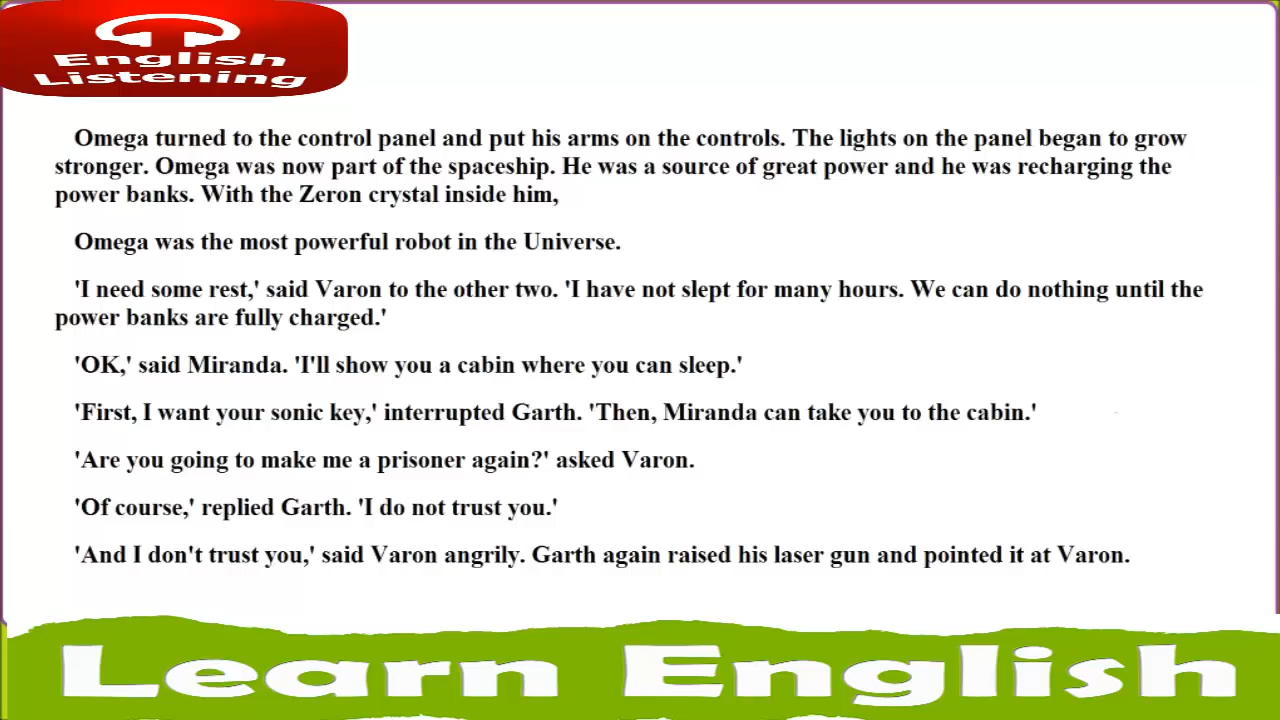 English
Listening
Omega turned to the control panel and put his arms on the controls. The lights on the panel began to grow
stronger. Omega was now part of the spaceship. He was a source of great power and he was recharging the
power banks. With the Zeron crystal inside him,
Omega was the most powerful robot in the Universe.
'I need some rest,' said Varon to the other two. 'I have not slept for many hours. We can do nothing until the
power banks are fully charged.'
'OK,' said Miranda. 'I'll show you a cabin where you can sleep.'
'First, I want your sonic key,' interrupted Garth. 'Then, Miranda can take you to the cabin.'
'Are you going to make me a prisoner again?' asked Varon.
'Of course,' replied Garth. 'I do not trust you.'
'And I don't trust you,' said Varon angrily. Garth again raised his laser gun and pointed it at Varon.
Learn English